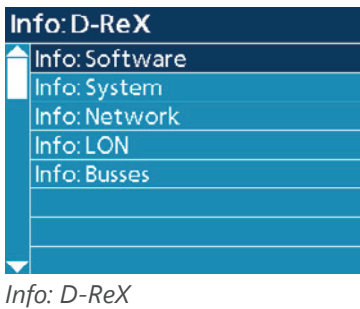 Info: D-ReX
Info: Software
Info: System
Info: Network
Info: LON
Info: Busses
Info: D-ReX